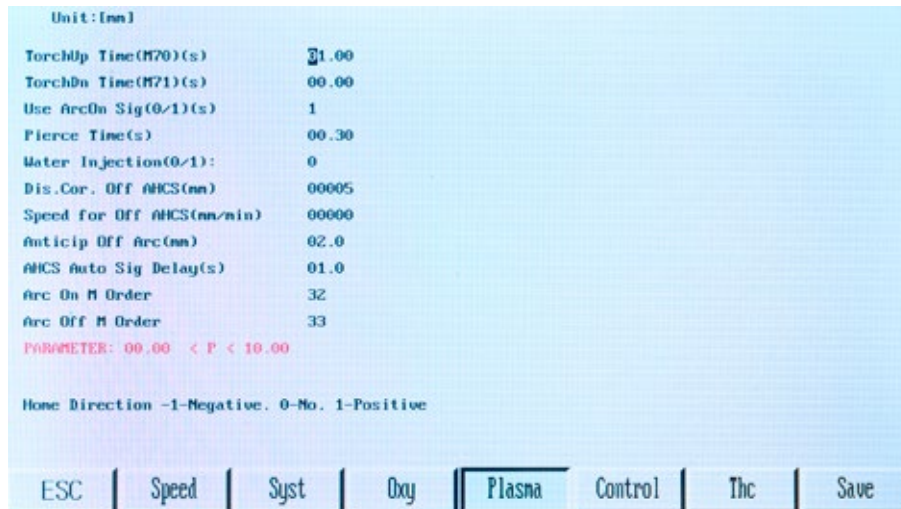 Unit:[mm]
TorchUp Time(M70)(s) 01.00
TorchDn Time(M71)(s) 00.00
Use ArcOn Sig(0/1)(s) 1
Pierce Time(s) 00.30
Water Injection(0/1): 0
Dis.Cor. Off AHCS(mm) 00005
Speed for Off AHCS(mm/min) 00000
Anticip Off Arc(mm) 02.0
AHCS Auto Sig Delay(s) 01.0
Arc On M Order 32
Arc Off M Order 33
PARAMETER: 00.00 < P < 10.00
Home Direction -1-Negative. 0-No. 1-Positive
ESC Speed Syst Oxy Plasma Control Thc Save